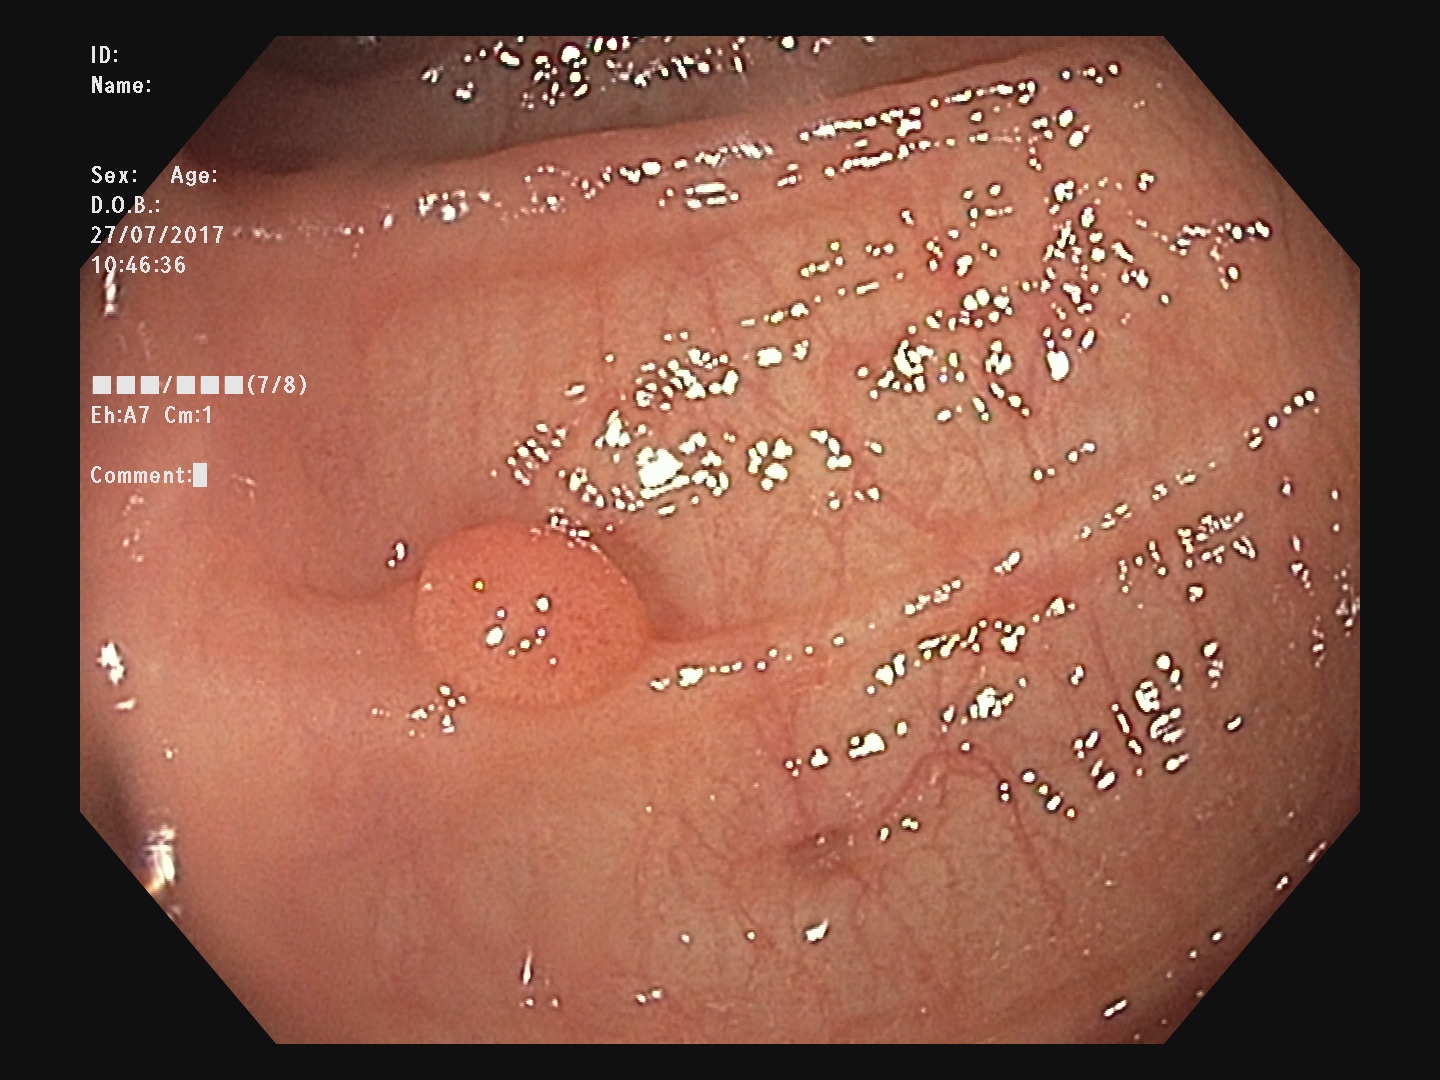 ID:
Name:
Sex: Age:
D.O.B.:
27/07/2017
10:46:36
■■■/■■■(7/8)
Eh:A7 Cm:1
Comment: